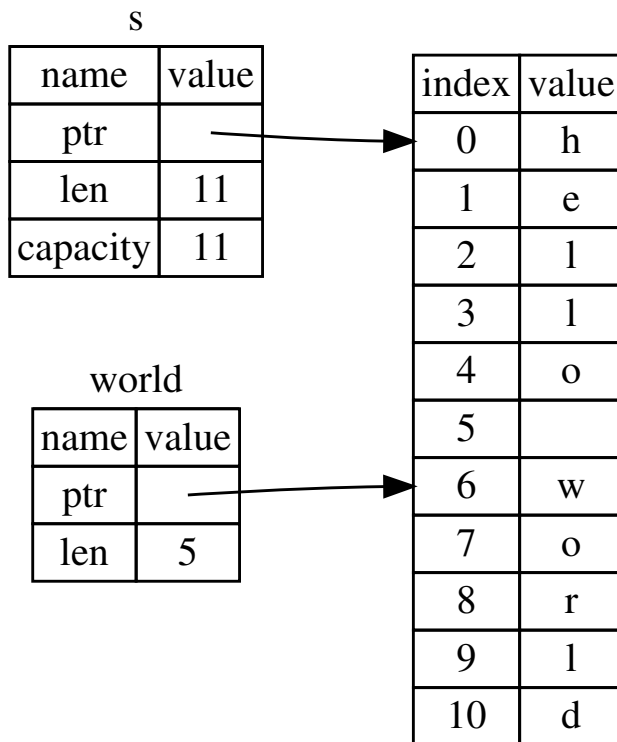 s
name value
ptr
len 11
capacity 11
world
name value
ptr
len 5
index value
0 h
1 e
2 l
3 l
4 o
5
6 w
7 o
8 r
9 l
10 d